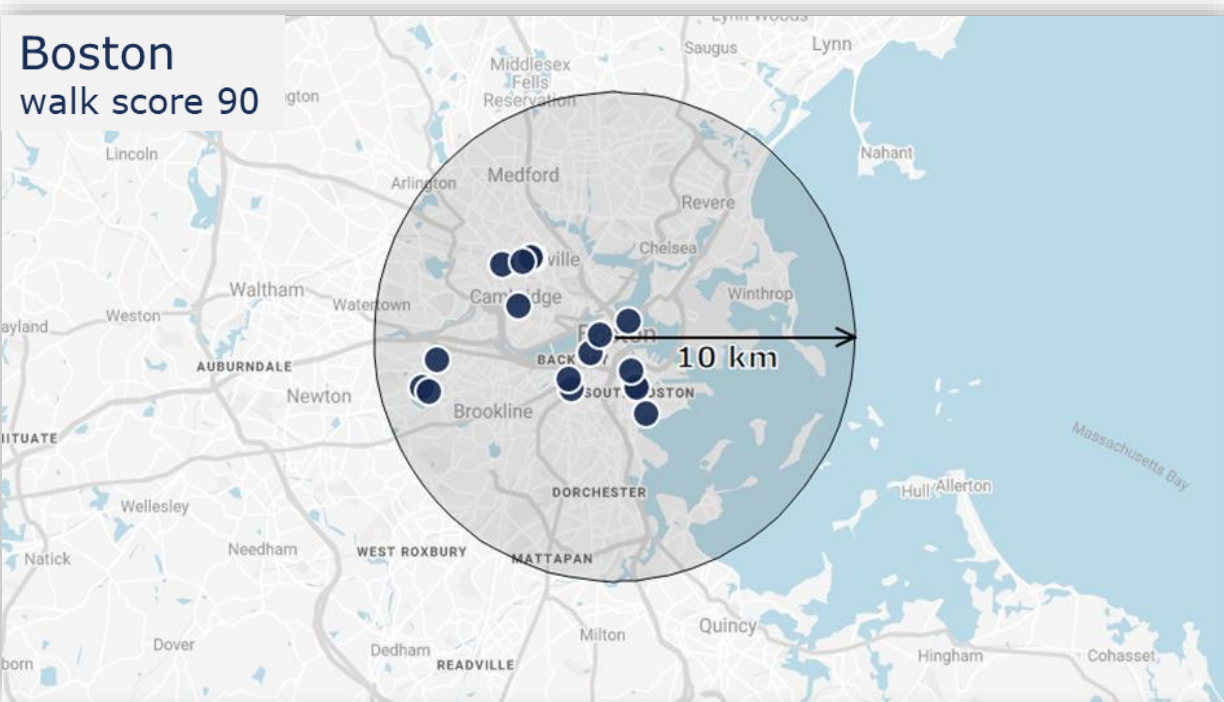 Boston
walk score 90
Lynn Woods
Saugus
Lynn
Middlesex
Fells
Reservation
Lincoln
Nahant
Medford
Arlington
Revere
Chelsea
Cambridge
Waltham
Winthrop
Watertown
Weston
10 km
AUBURNDALE
Newton
Brookline
Massachusetts Bay
Hull
Allerton
DORCHESTER
Wellesley
Needham
WEST ROXBURY
MATTAPAN
Natick
Quincy
Milton
Dover
Dedham
READVILLE
Hingham
Cohasset